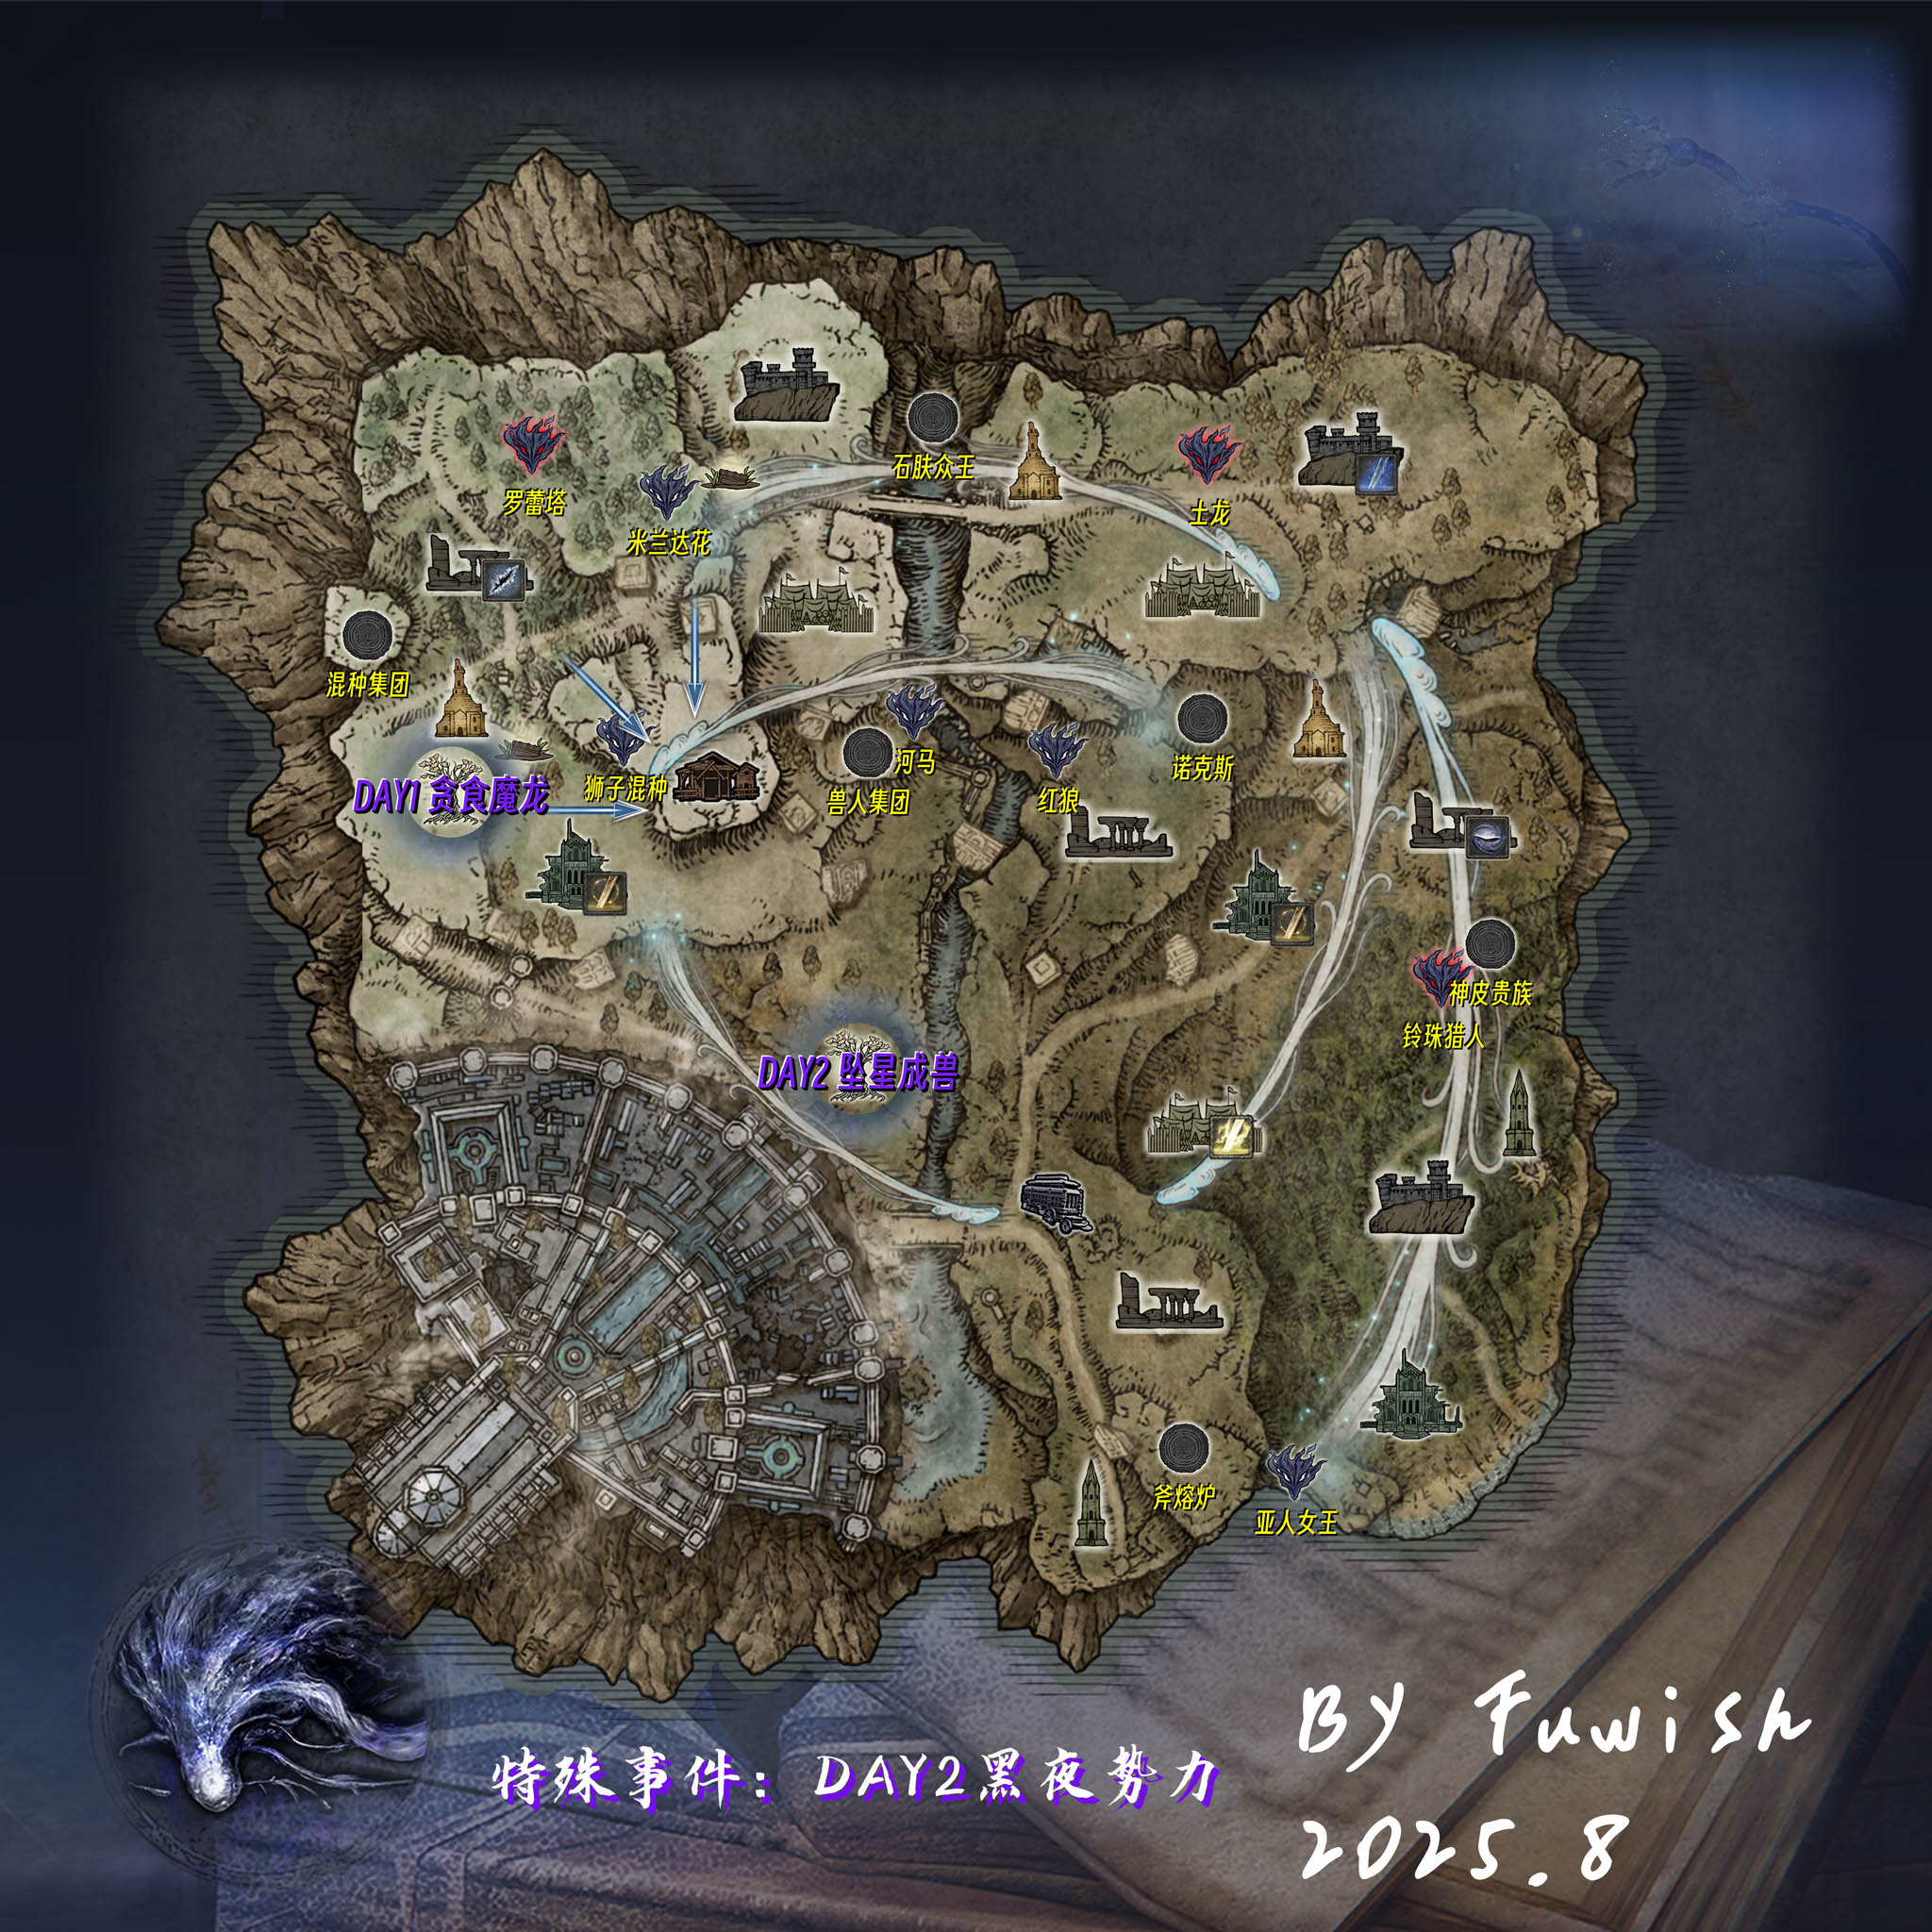 石肤众王
罗蕾塔
土龙
米兰达花
混种集团
河马
诺克斯
狮子混种
DAY1 贪食魔龙
兽人集团
红狼
神皮贵族
铃珠猎人
DAY2 坠星成兽
斧熔炉
亚人女王
特殊事件：DAY2黑夜势力
BY Fuwish
2025.8